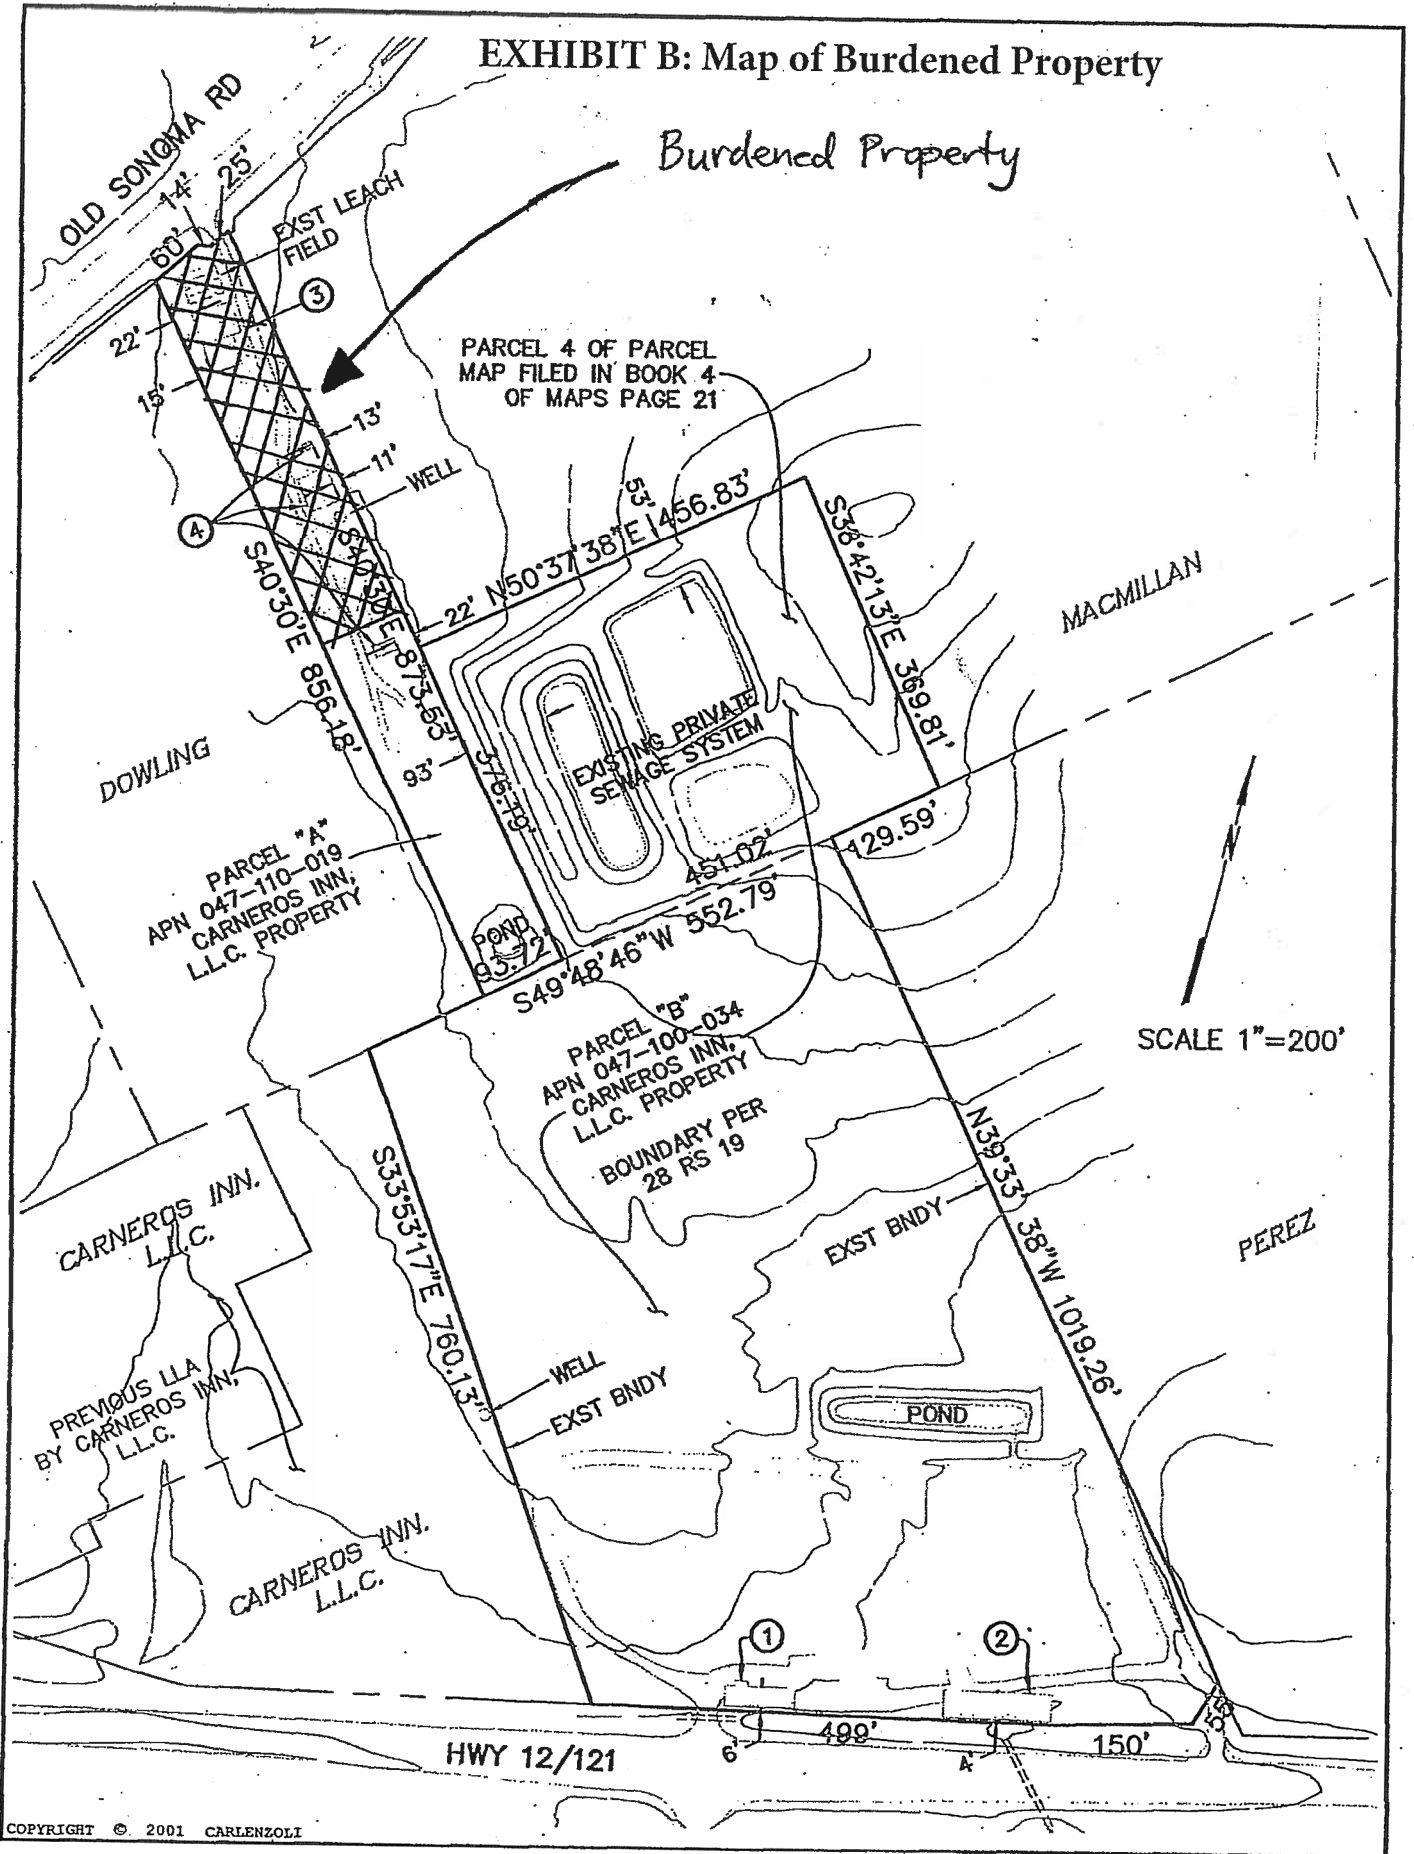 EXHIBIT B: Map of Burdened Property
Burdened Property
OLD SONOMA RD
14'
25'
60'
EXST LEACH
FIELD
3
22'
15'
13'
11'
WELL
4
PARCEL 4 OF PARCEL
MAP FILED IN BOOK 4
OF MAPS PAGE 21
53'
N50°37'38"E 456.83'
22'
S38°42'13"E 369.81'
MACMILLAN
S40°30'E 856.18'
S40°30'E 873.53'
376.19'
93'
DOWLING
EXISTING PRIVATE
SEWAGE SYSTEM
PARCEL "A"
APN 047-110-019
CARNEROS INN,
L.L.C. PROPERTY
POND
93.72'
451.02'
129.59'
S49°48'46"W 552.79'
PARCEL "B"
APN 047-100-034
CARNEROS INN,
L.L.C. PROPERTY
BOUNDARY PER
28 RS 19
N
SCALE 1"=200'
CARNEROS INN.
L.L.C.
S33°53'17"E 760.13'
N39°33'38"W 1019.26'
EXST BNDY
PEREZ
PREVIOUS LLA
BY CARNEROS INN,
L.L.C.
WELL
EXST BNDY
POND
CARNEROS INN.
L.L.C.
1
2
6'
499'
4'
150'
55'
HWY 12/121
COPYRIGHT © 2001 CARLENZOLI